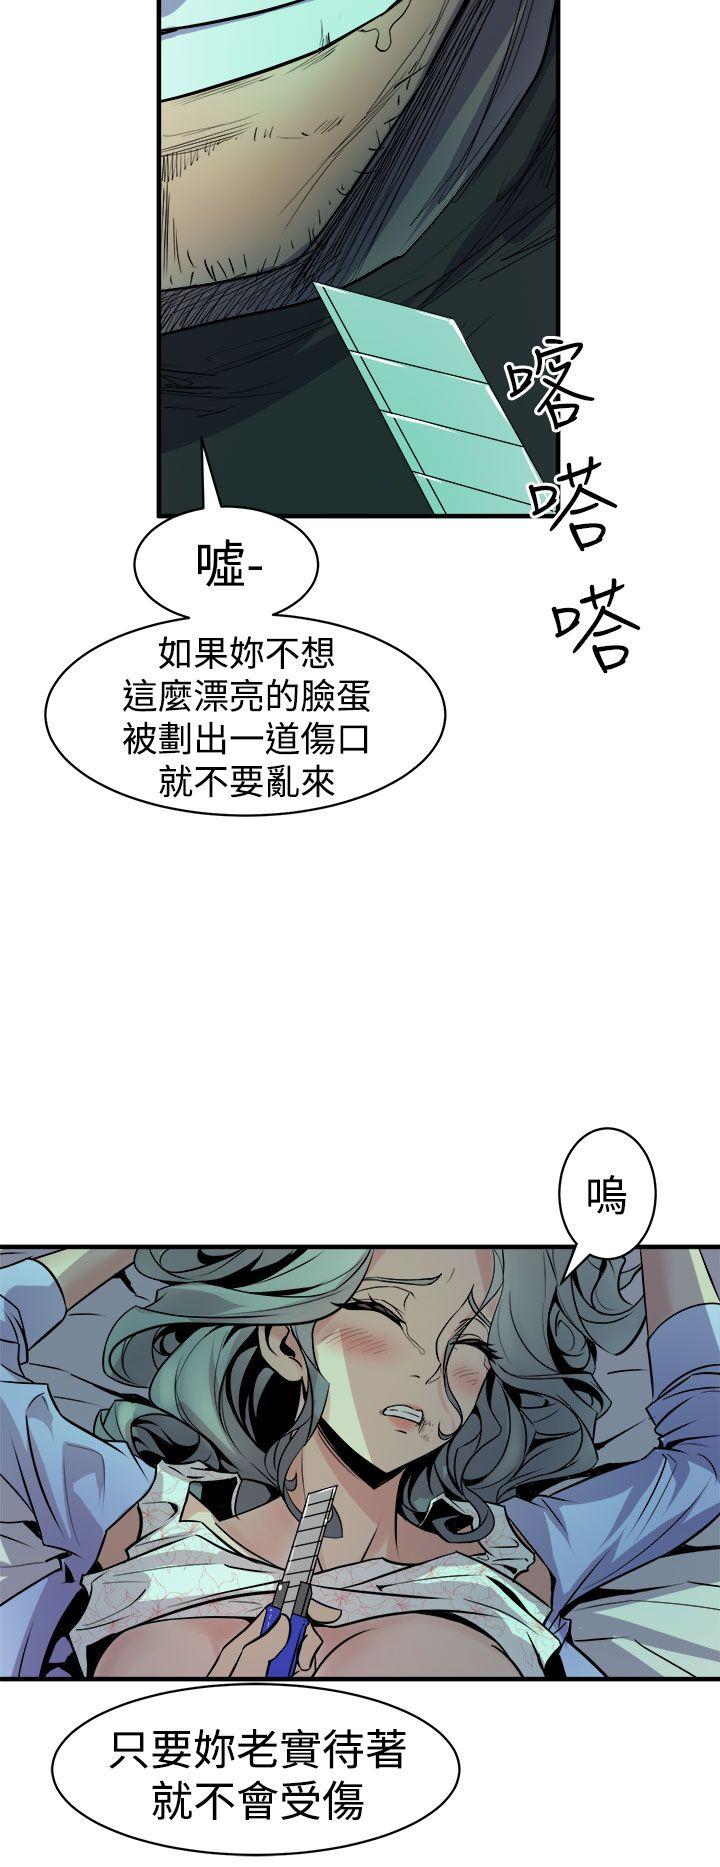 喀
嗒
嗒
噓-
如果妳不想
這麼漂亮的臉蛋
被劃出一道傷口
就不要亂來
嗚
只要妳老實待著
就不會受傷